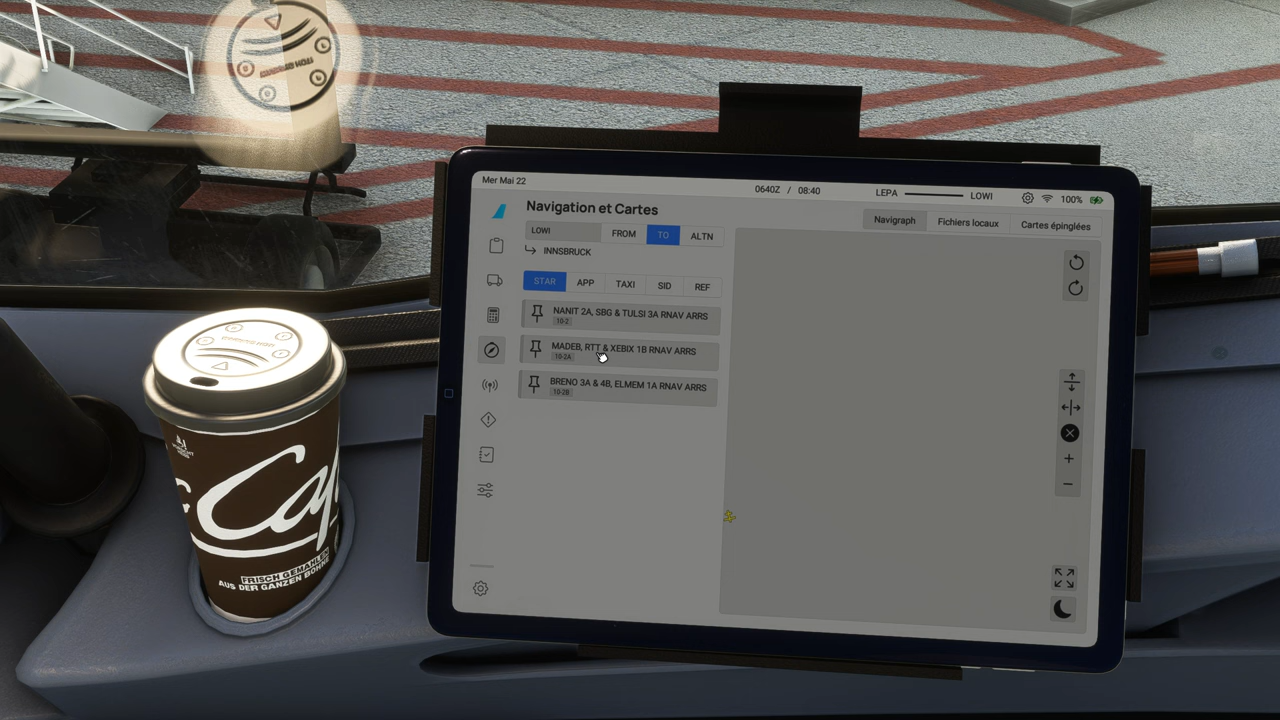 Mer Mai 22
0640Z / 08:40
LEPA
LOWI
100%
Navigation et Cartes
Navigraph
Fichiers locaux
Cartes épinglées
LOWI
FROM
TO
ALTN
INNSBRUCK
STAR
APP
TAXI
SID
REF
NANIT 2A, SBG & TULSI 3A RNAV ARRS
10-2
MADEB, RTT & XEBIX 1B RNAV ARRS
10-2A
BRENO 3A & 4B, ELMEM 1A RNAV ARRS
10-2B
FRISCH GEMAHLEN
AUS DER GANZEN BOHNE